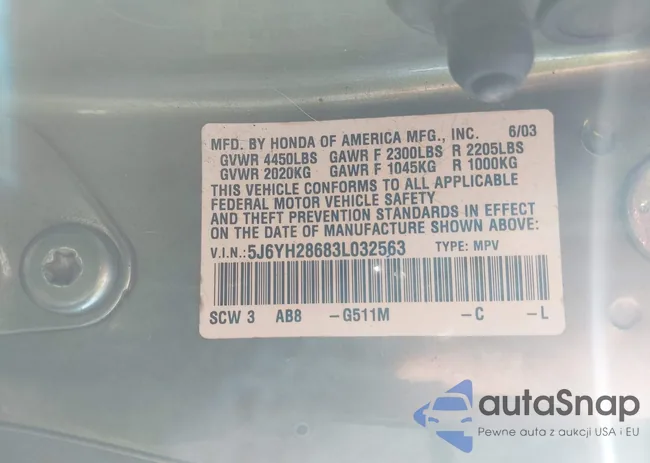 MFD. BY HONDA OF AMERICA MFG., INC. 6/03
GVWR 4450LBS GAWR F 2300LBS R 2205LBS
GVWR 2020KG GAWR F 1045KG R 1000KG
THIS VEHICLE CONFORMS TO ALL APPLICABLE
FEDERAL MOTOR VEHICLE SAFETY
AND THEFT PREVENTION STANDARDS IN EFFECT
ON THE DATE OF MANUFACTURE SHOWN ABOVE:
V.I.N.: 5J6YH28683L032563 TYPE: MPV
SCW 3 AB8 -G511M -C -L
autoSnap
Pewne auta z aukcji USA i EU